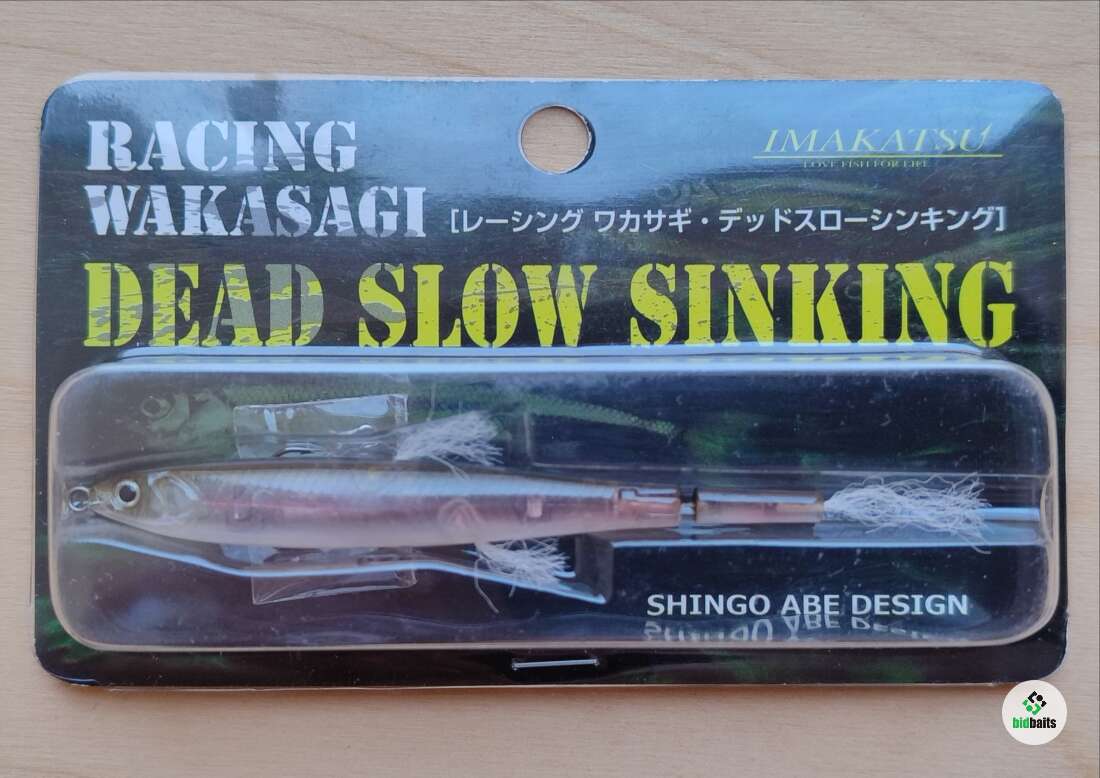 RACING
WAKASAGI
IMAKATSU
LOVE FISH FOR LIFE
[レーシング ワカサギ・デッドスローシンキング]
DEAD SLOW SINKING
SHINGO ABE DESIGN
bidbaits